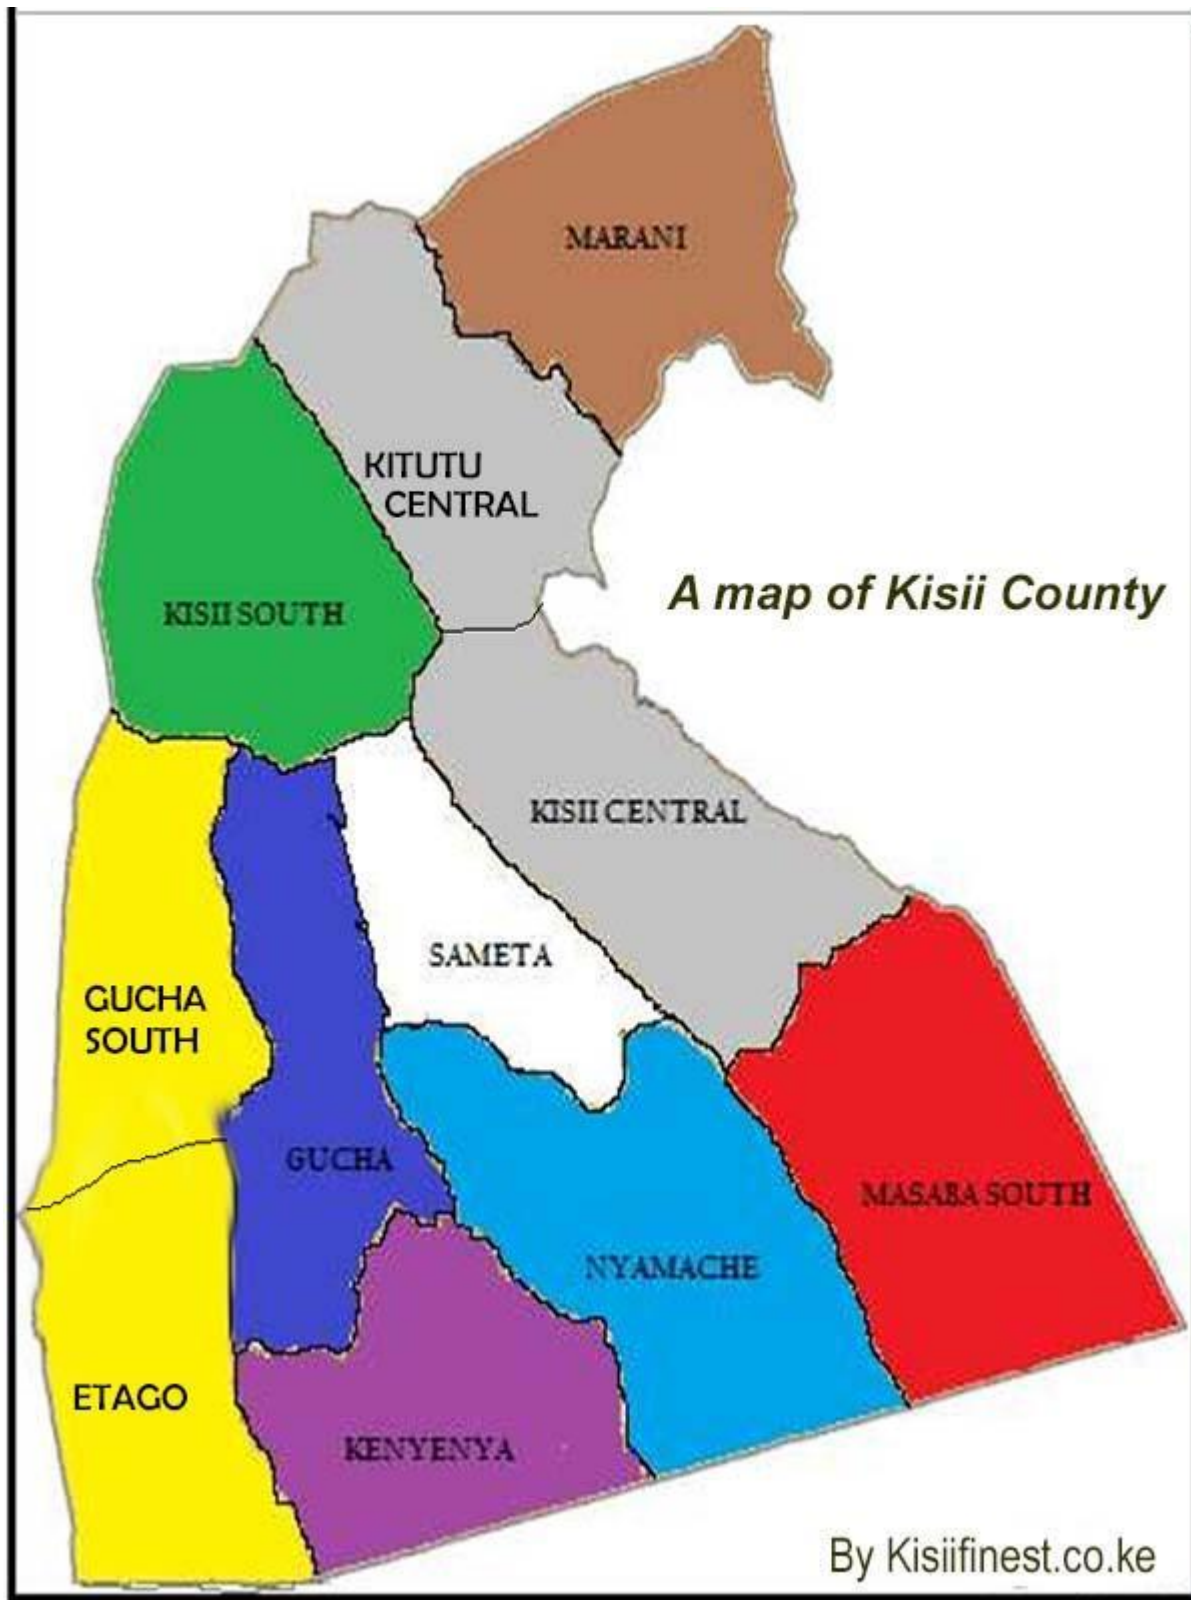 MARANI
KITUTU
CENTRAL
A map of Kisii County
KISII SOUTH
KISII CENTRAL
SAMETA
GUCHA
SOUTH
GUCHA
MASABA SOUTH
NYAMACHE
ETAGO
KENYENYA
By Kisiifinest.co.ke